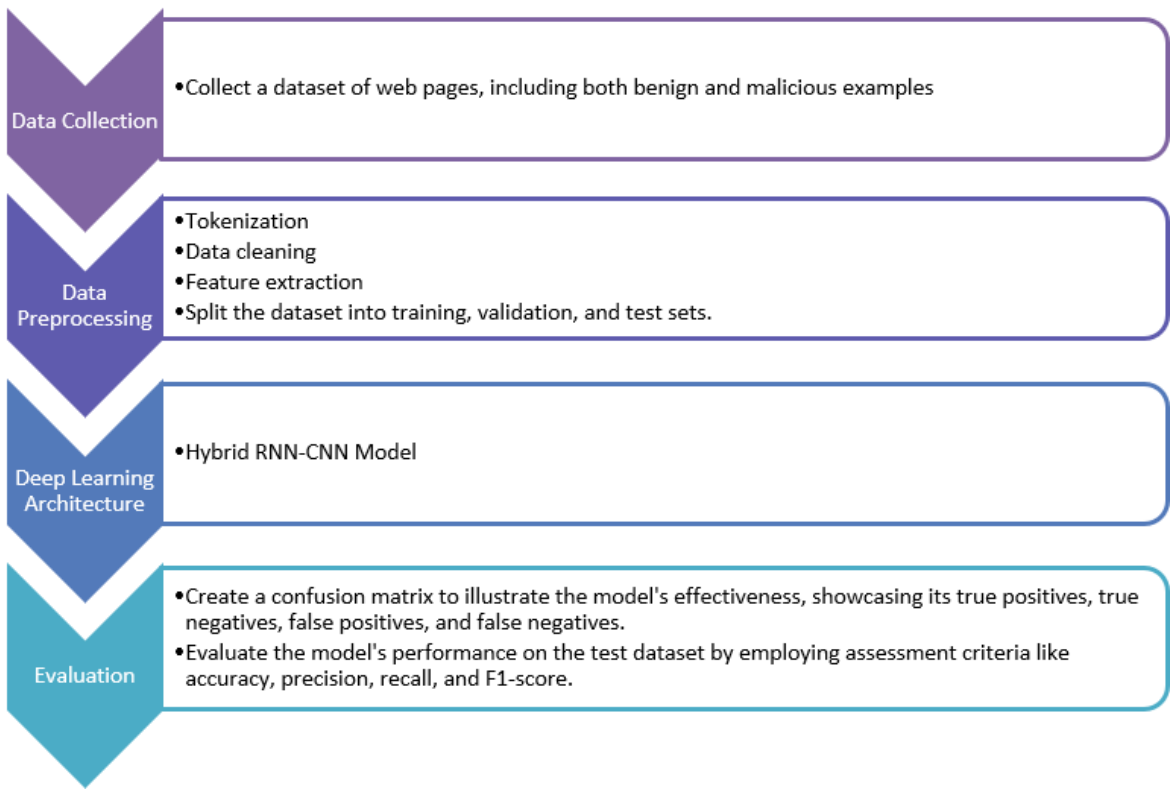 Data Collection
•Collect a dataset of web pages, including both benign and malicious examples
Data
Preprocessing
•Tokenization
•Data cleaning
•Feature extraction
•Split the dataset into training, validation, and test sets.
Deep Learning
Architecture
•Hybrid RNN-CNN Model
Evaluation
•Create a confusion matrix to illustrate the model's effectiveness, showcasing its true positives, true
negatives, false positives, and false negatives.
•Evaluate the model's performance on the test dataset by employing assessment criteria like
accuracy, precision, recall, and F1-score.